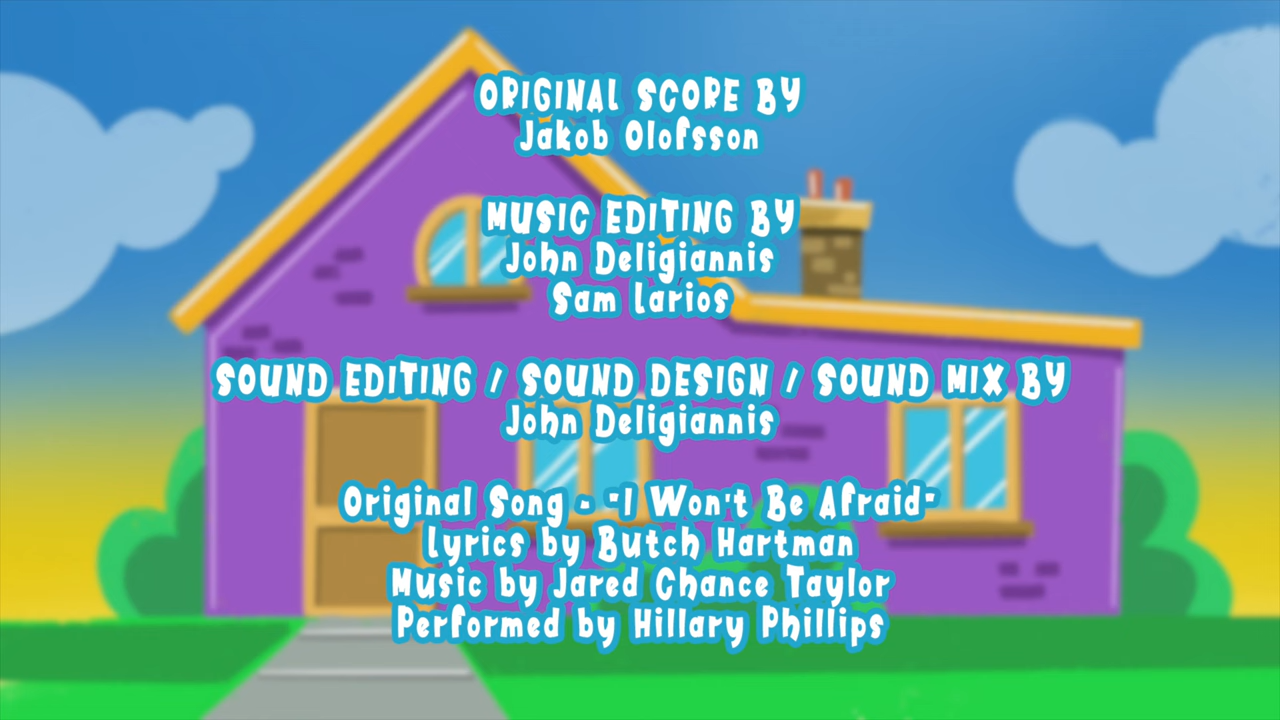 ORIGINAL SCORE BY
Jakob Olofsson
MUSIC EDITING BY
John Deligiannis
Sam Larios
SOUND EDITING / SOUND DESIGN / SOUND MIX BY
John Deligiannis
Original Song - "I Won't Be Afraid"
Lyrics by Butch Hartman
Music by Jared Chance Taylor
Performed by Hillary Phillips